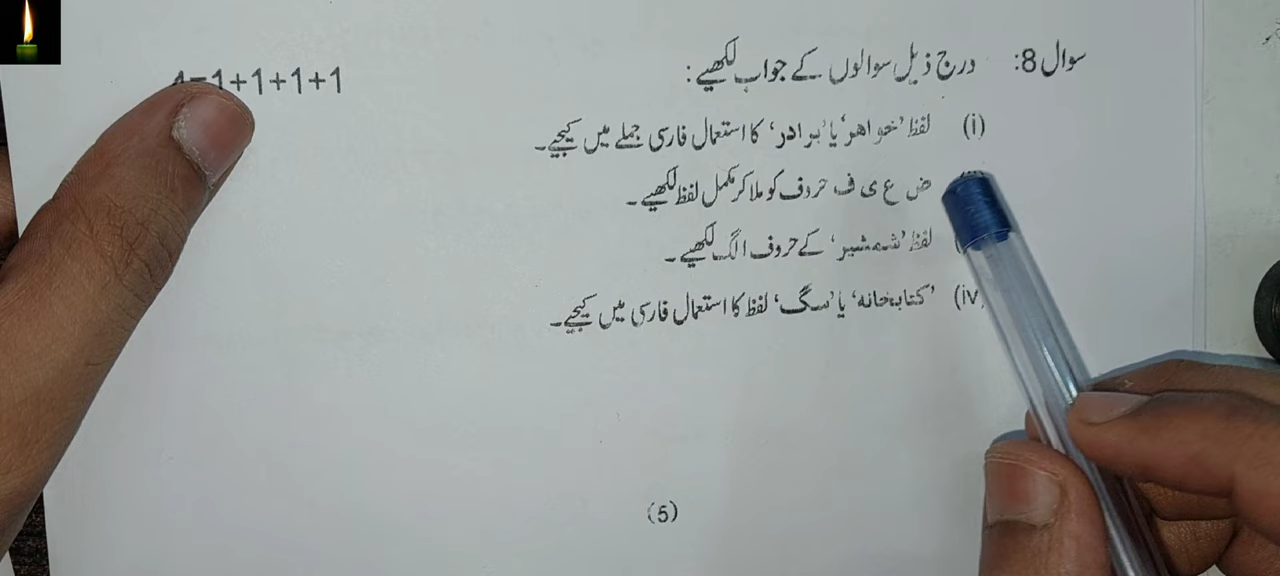 سوال 8: درج ذیل سوالوں کے جواب لکھیے:
4=1+1+1+1
(i) لفظ ’خواهر‘ یا ’برادر‘ کا استعمال فارسی جملے میں کیجیے۔
ض ع ی ف حروف کو ملا کر مکمل لفظ لکھیے۔
لفظ ’شمشیر‘ کے حروف الگ لکھیے۔
(iv) ’کتابخانه‘ یا ’سگ‘ لفظ کا استعمال فارسی میں کیجیے۔
(5)